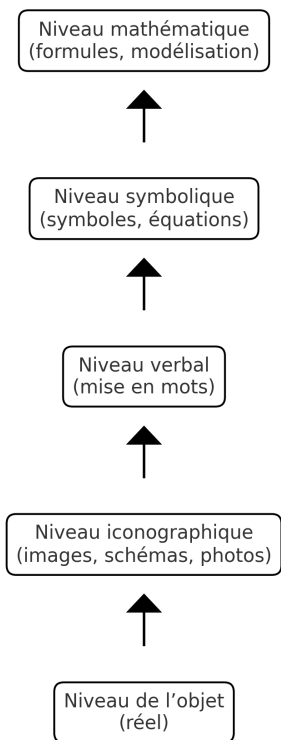 Niveau mathématique
(formules, modélisation)
Niveau symbolique
(symboles, équations)
Niveau verbal
(mise en mots)
Niveau iconographique
(images, schémas, photos)
Niveau de l’objet
(réel)